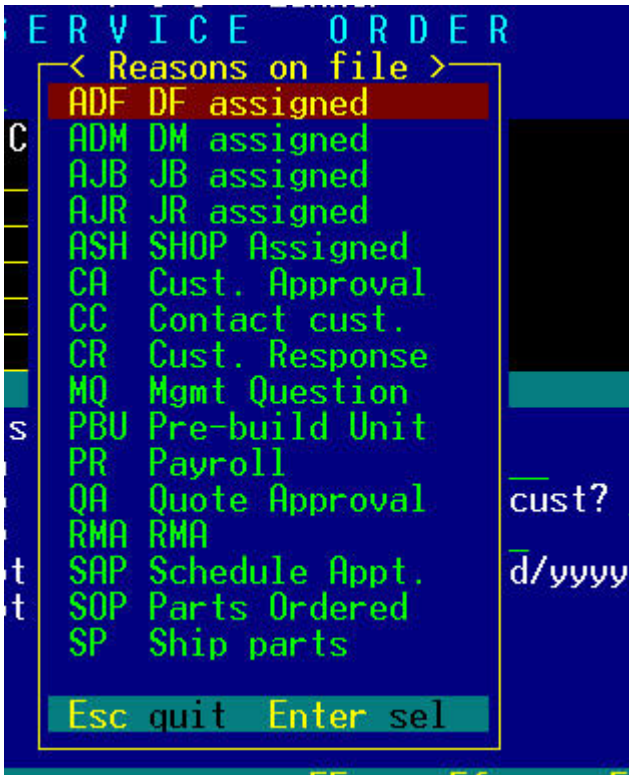 E R V I C E   O R D E R
< Reasons on file >
ADF DF assigned
ADM DM assigned
C
AJB JB assigned
AJR JR assigned
ASH SHOP Assigned
CA Cust. Approval
CC Contact cust.
CR Cust. Response
MQ Mgmt Question
s
PBU Pre-build Unit
PR Payroll
QA Quote Approval
cust?
RMA RMA
t
SAP Schedule Appt.
d/yyyy
t
SOP Parts Ordered
SP Ship parts
Esc quit Enter sel